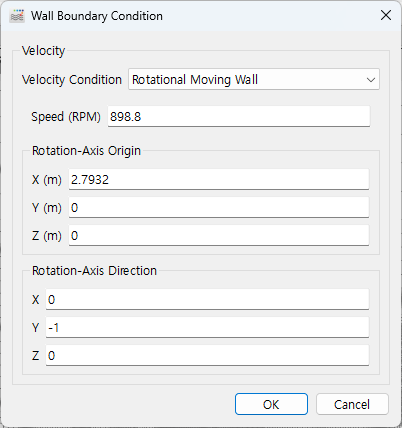 Wall Boundary Condition
Velocity
Velocity Condition Rotational Moving Wall
Speed (RPM) 898.8
Rotation-Axis Origin
X (m) 2.7932
Y (m) 0
Z (m) 0
Rotation-Axis Direction
X 0
Y -1
Z 0
OK Cancel